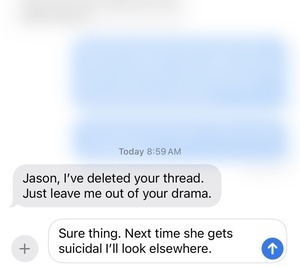 Today 8:59 AM
Jason, I’ve deleted your thread.
Just leave me out of your drama.
Sure thing. Next time she gets
suicidal I’ll look elsewhere.